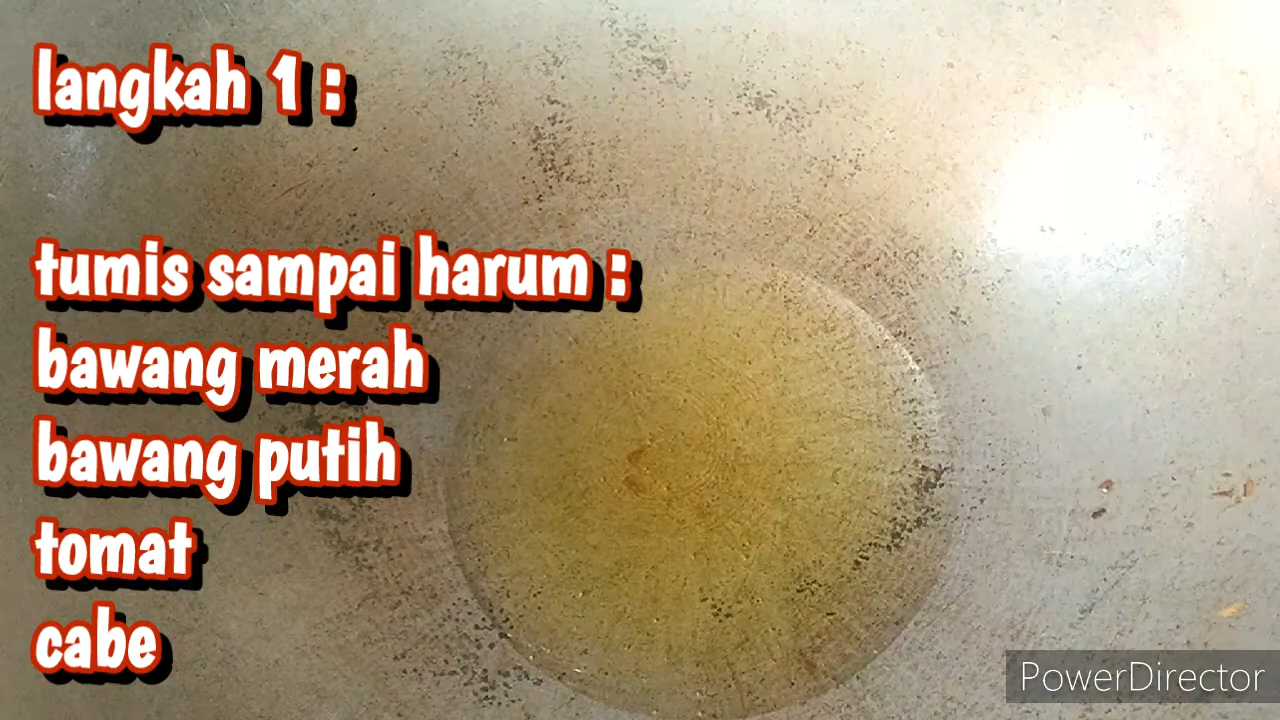 langkah 1 :
tumis sampai harum :
bawang merah
bawang putih
tomat
cabe
PowerDirector